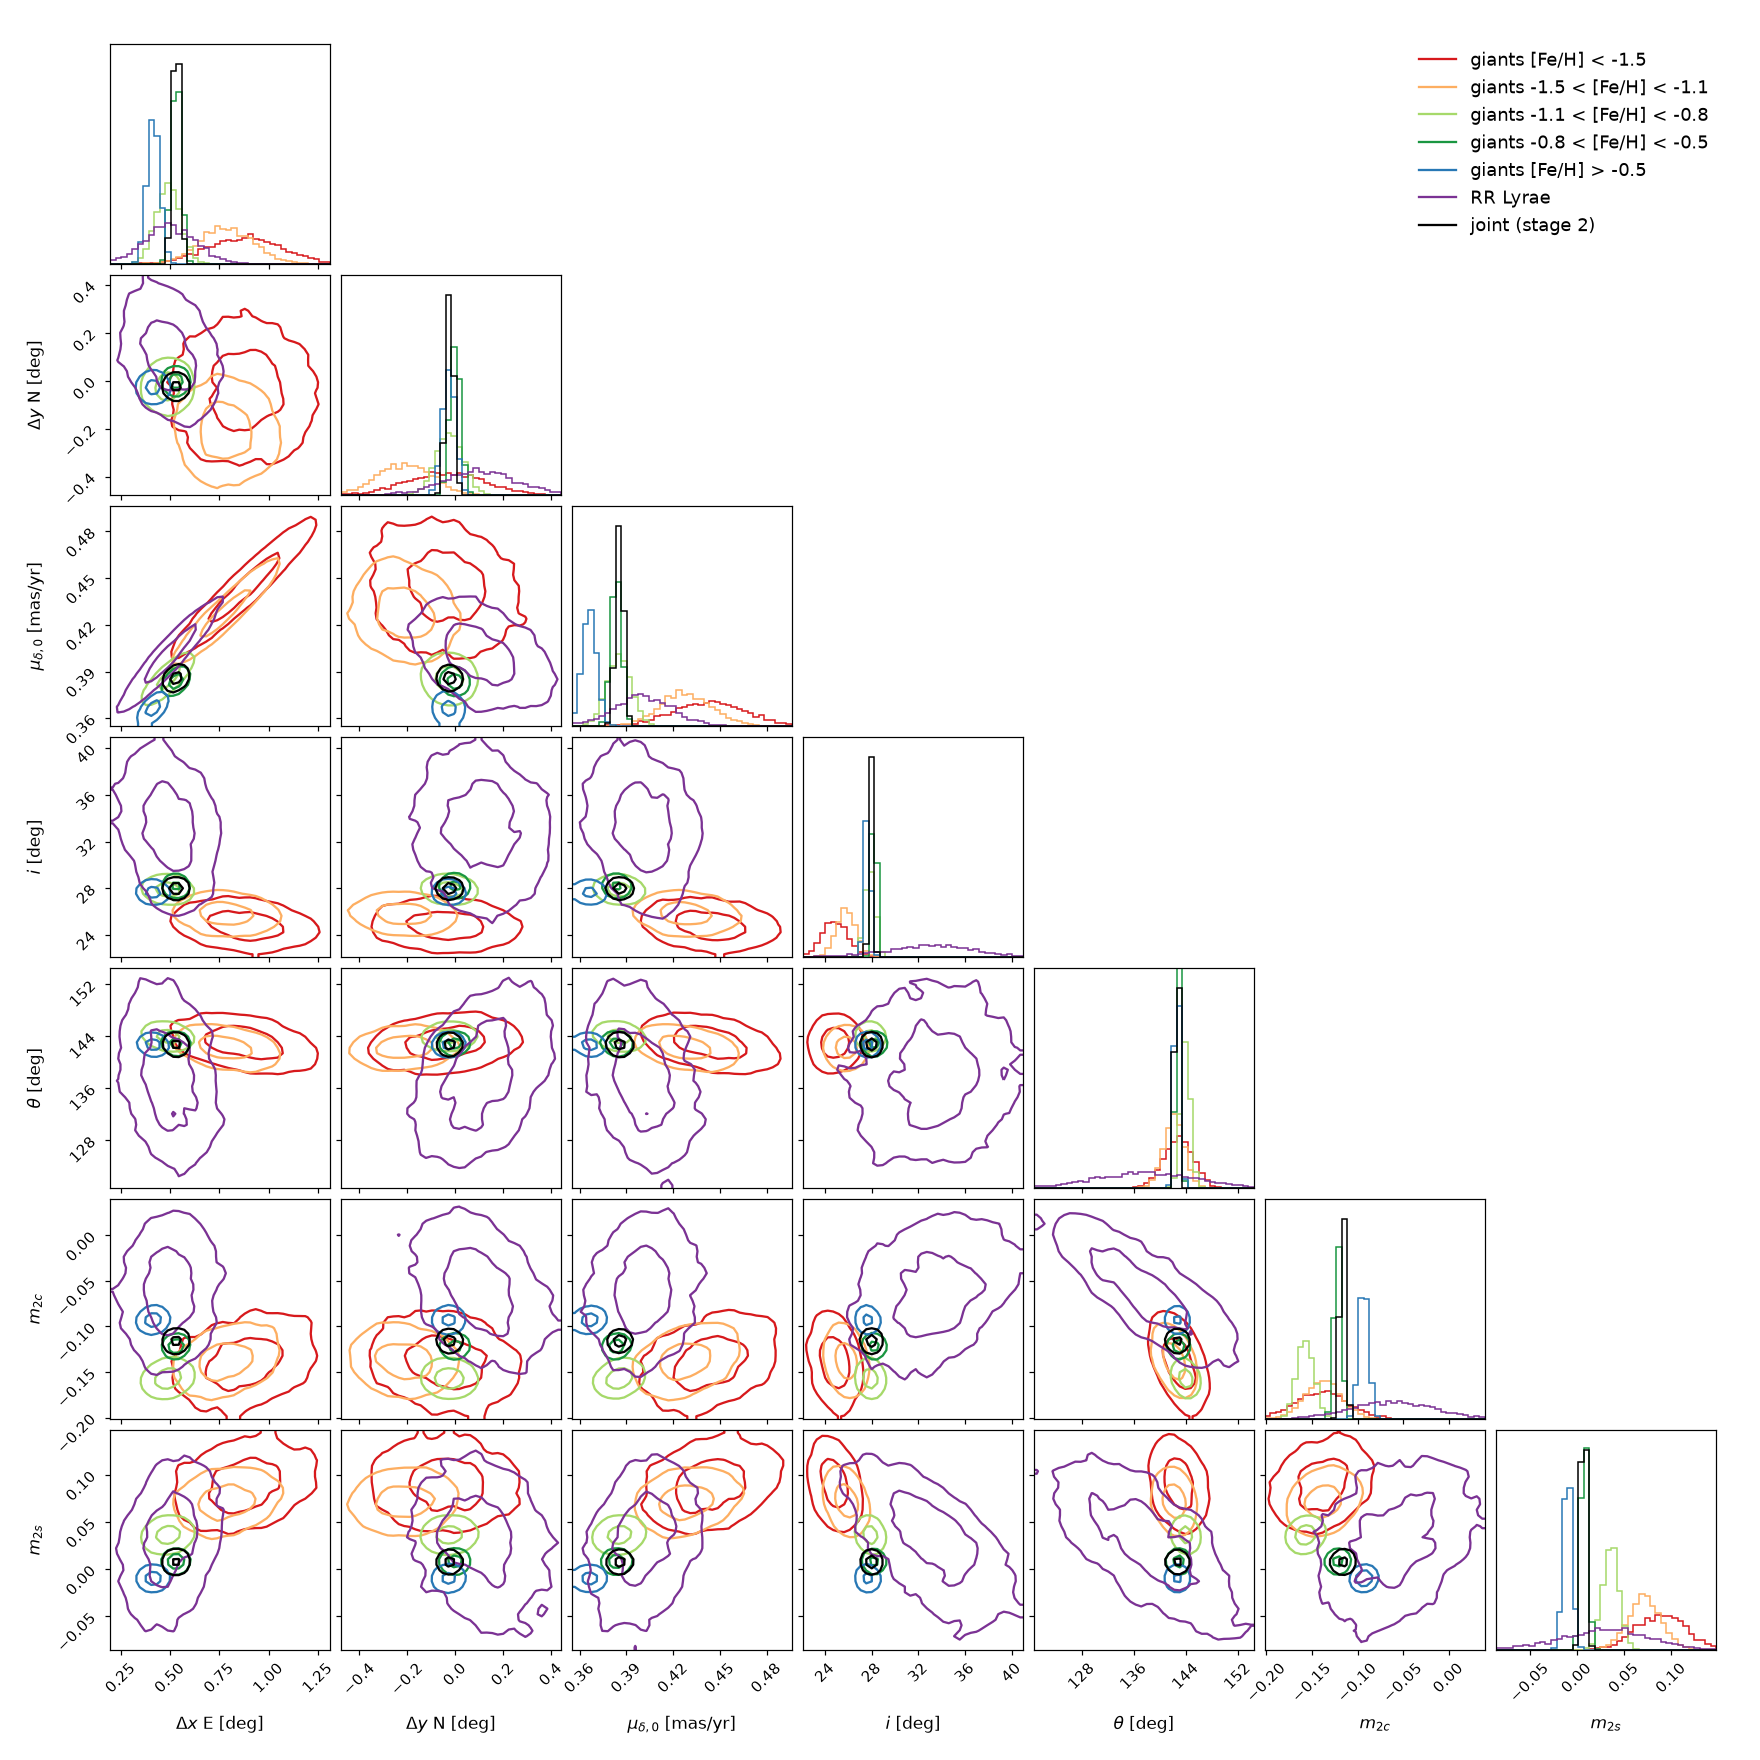 giants [Fe/H] < -1.5
giants -1.5 < [Fe/H] < -1.1
giants -1.1 < [Fe/H] < -0.8
giants -0.8 < [Fe/H] < -0.5
giants [Fe/H] > -0.5
RR Lyrae
joint (stage 2)
Δy N [deg]
0.4
0.2
0.0
−0.2
−0.4
μδ,0 [mas/yr]
0.48
0.45
0.42
0.39
0.36
i [deg]
40
36
32
28
24
θ [deg]
152
144
136
128
m2c
0.00
−0.05
−0.10
−0.15
−0.20
m2s
0.10
0.05
0.00
−0.05
0.25 0.50 0.75 1.00 1.25
−0.4 −0.2 0.0 0.2 0.4
0.36 0.39 0.42 0.45 0.48
24 28 32 36 40
128 136 144 152
−0.20 −0.15 −0.10 −0.05 0.00
−0.05 0.00 0.05 0.10
Δx E [deg]
Δy N [deg]
μδ,0 [mas/yr]
i [deg]
θ [deg]
m2c
m2s